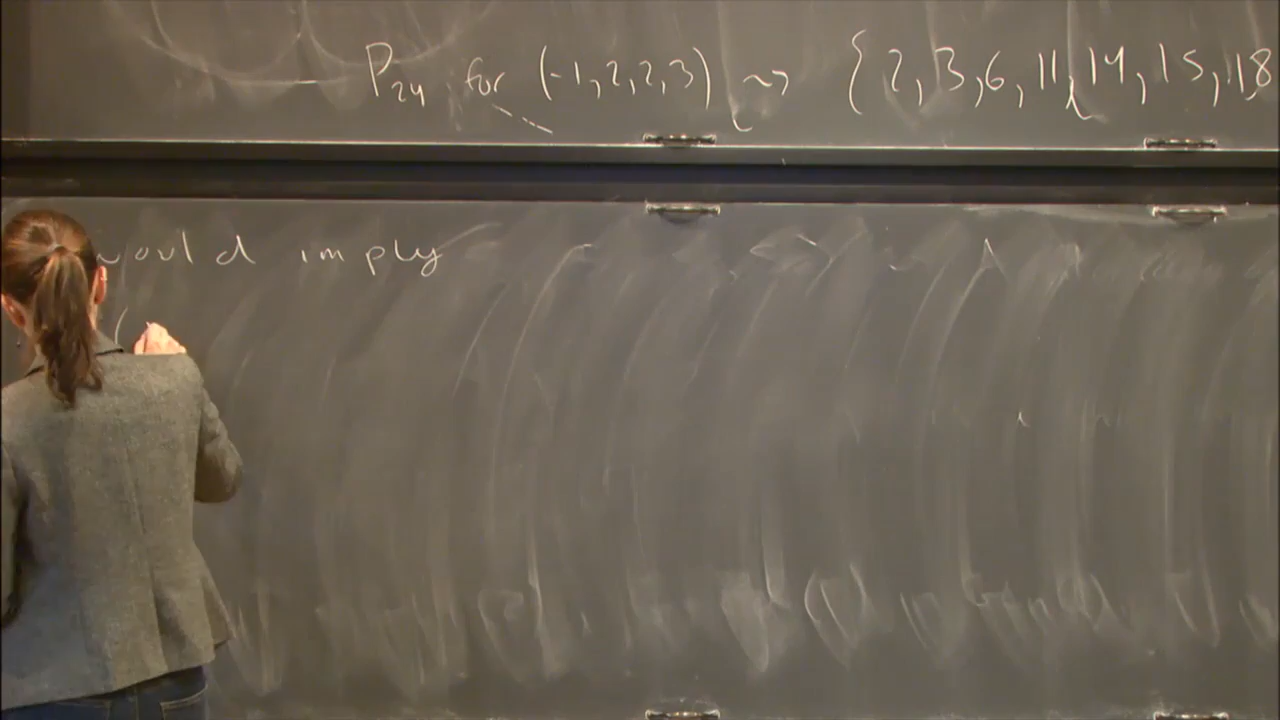 P₂₄ for (-1,2,2,3) ⇝ {2,3,6,11,14,15,18
would imply
(